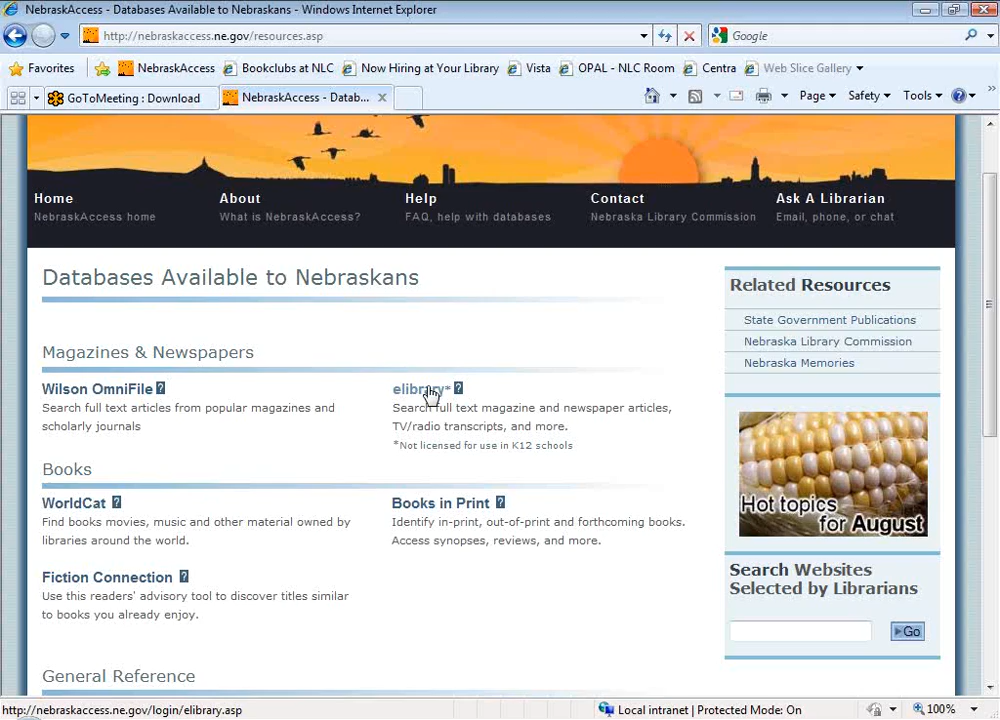 NebraskAccess - Databases Available to Nebraskans - Windows Internet Explorer
http://nebraskaccess.ne.gov/resources.asp
Google
Favorites
NebraskAccess
Bookclubs at NLC
Now Hiring at Your Library
Vista
OPAL - NLC Room
Centra
Web Slice Gallery
GoToMeeting : Download
NebraskAccess - Datab...
Page
Safety
Tools
Home
NebraskAccess home
About
What is NebraskAccess?
Help
FAQ, help with databases
Contact
Nebraska Library Commission
Ask A Librarian
Email, phone, or chat
Databases Available to Nebraskans
Magazines & Newspapers
Wilson OmniFile ?
Search full text articles from popular magazines and
scholarly journals
elibrary* ?
Search full text magazine and newspaper articles,
TV/radio transcripts, and more.
*Not licensed for use in K12 schools
Books
WorldCat ?
Find books movies, music and other material owned by
libraries around the world.
Books in Print ?
Identify in-print, out-of-print and forthcoming books.
Access synopses, reviews, and more.
Fiction Connection ?
Use this readers' advisory tool to discover titles similar
to books you already enjoy.
General Reference
Related Resources
State Government Publications
Nebraska Library Commission
Nebraska Memories
Hot topics
for August
Search Websites
Selected by Librarians
Go
http://nebraskaccess.ne.gov/login/elibrary.asp
Local intranet | Protected Mode: On
100%